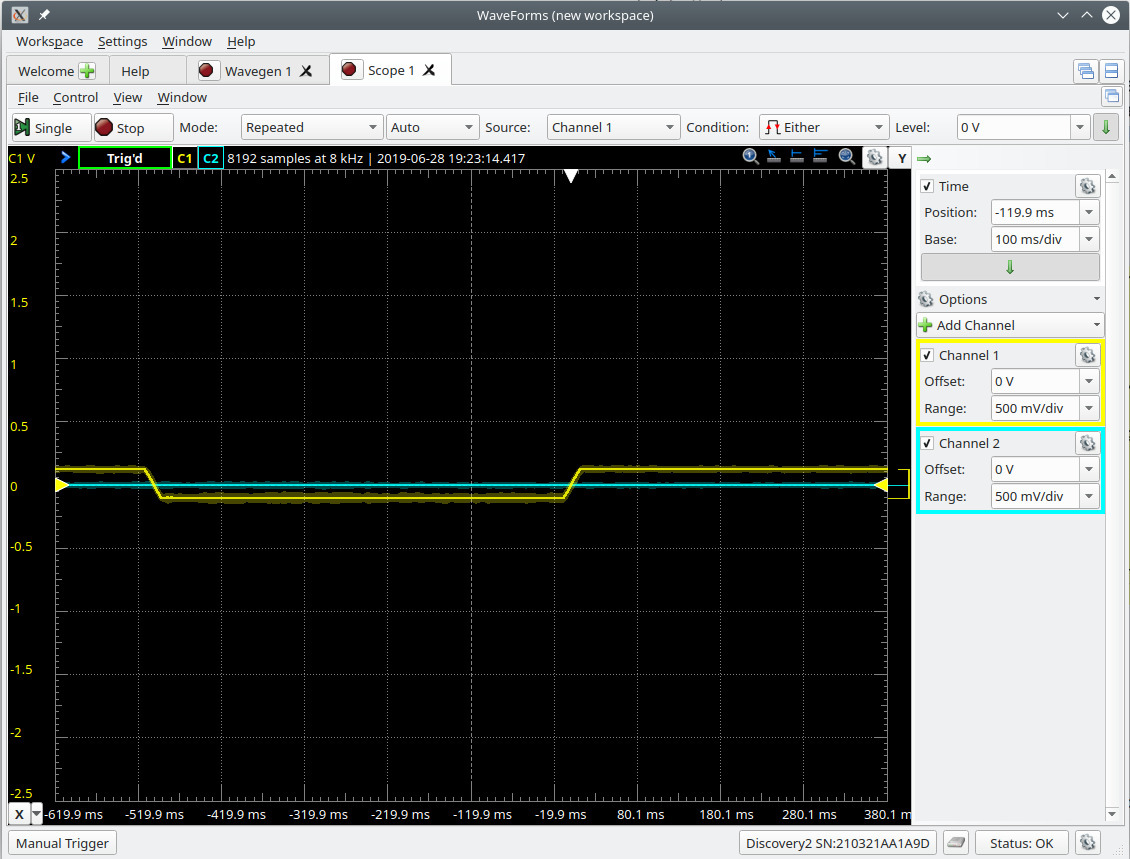 WaveForms (new workspace)
Workspace Settings Window Help
Welcome Help Wavegen 1 Scope 1
File Control View Window
Single Stop Mode: Repeated Auto Source: Channel 1 Condition: Either Level: 0 V
C1 V Trig'd C1 C2 8192 samples at 8 kHz | 2019-06-28 19:23:14.417 Y
2.5
2
1.5
1
0.5
0
-0.5
-1
-1.5
-2
-2.5
X -619.9 ms -519.9 ms -419.9 ms -319.9 ms -219.9 ms -119.9 ms -19.9 ms 80.1 ms 180.1 ms 280.1 ms 380.1 m
Time
Position: -119.9 ms
Base: 100 ms/div
Options
Add Channel
Channel 1
Offset: 0 V
Range: 500 mV/div
Channel 2
Offset: 0 V
Range: 500 mV/div
Manual Trigger Discovery2 SN:210321AA1A9D Status: OK